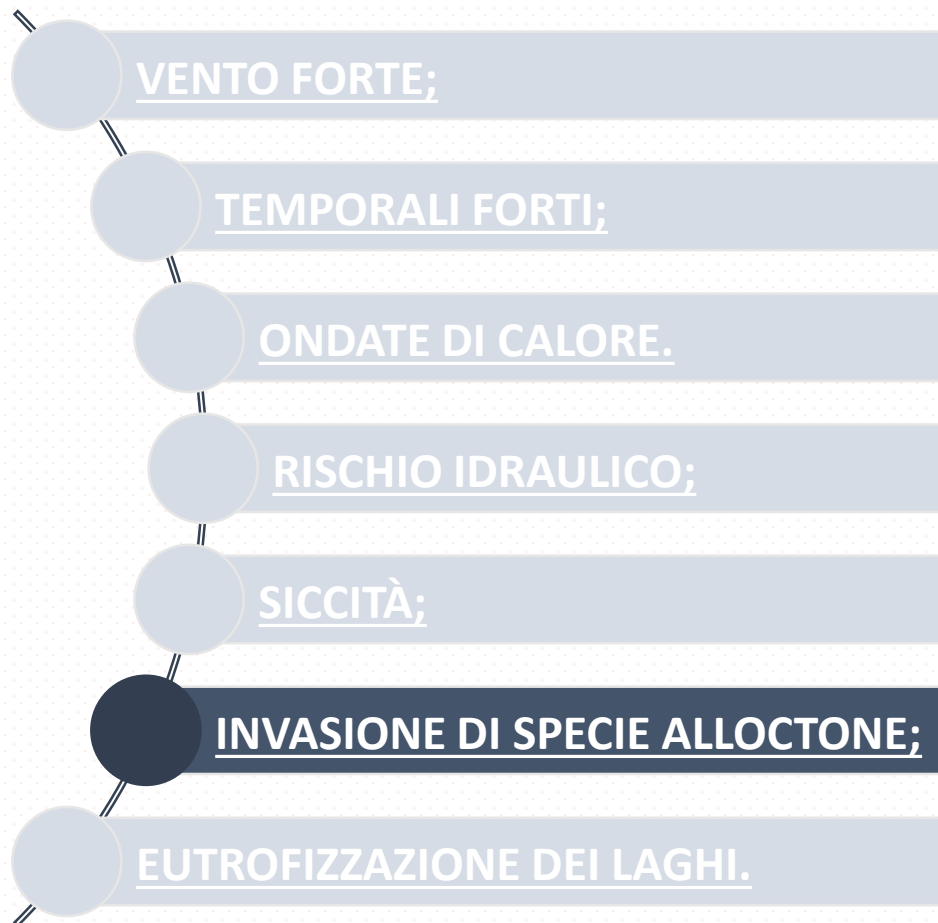 VENTO FORTE;
TEMPORALI FORTI;
ONDATE DI CALORE.
RISCHIO IDRAULICO;
SICCITÀ;
INVASIONE DI SPECIE ALLOCTONE;
EUTROFIZZAZIONE DEI LAGHI.